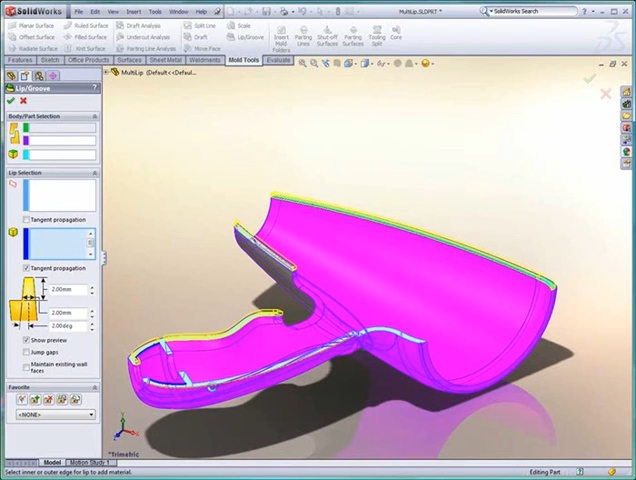 SolidWorks File Edit View Insert Tools Window Help MultiLip.SLDPRT * SolidWorks Search
Planar Surface Ruled Surface Draft Analysis Split Line Scale
Offset Surface Filled Surface Undercut Analysis Draft Lip/Groove
Radiate Surface Knit Surface Parting Line Analysis Move Face
Insert Mold Folders Parting Lines Shut-off Surfaces Parting Surfaces Tooling Split Core
Features Sketch Office Products Surfaces Sheet Metal Weldments Mold Tools Evaluate
MultiLip (Default<<Defaul...
Lip/Groove ?
Body/Part Selection
Lip Selection
Tangent propagation
Tangent propagation
2.00mm
2.00mm
2.00deg
Show preview
Jump gaps
Maintain existing wall faces
Favorite
<NONE>
*Trimetric
Model Motion Study 1
Select inner or outer edge for lip to add material. Editing Part